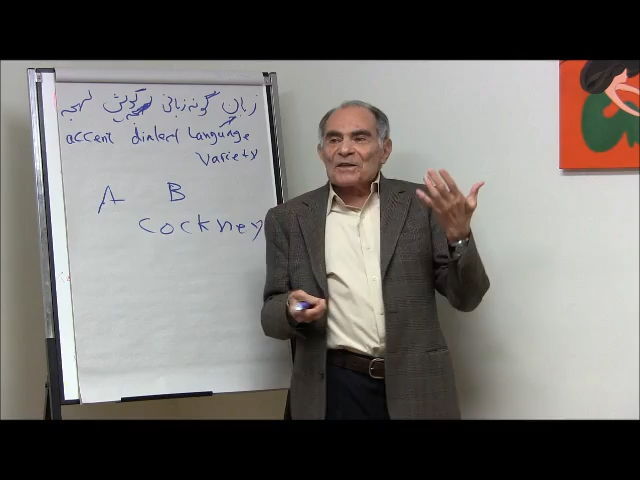 زبان گونه زبانی گویش لهجه
accent dialect Language
Variety
A B
Cockney